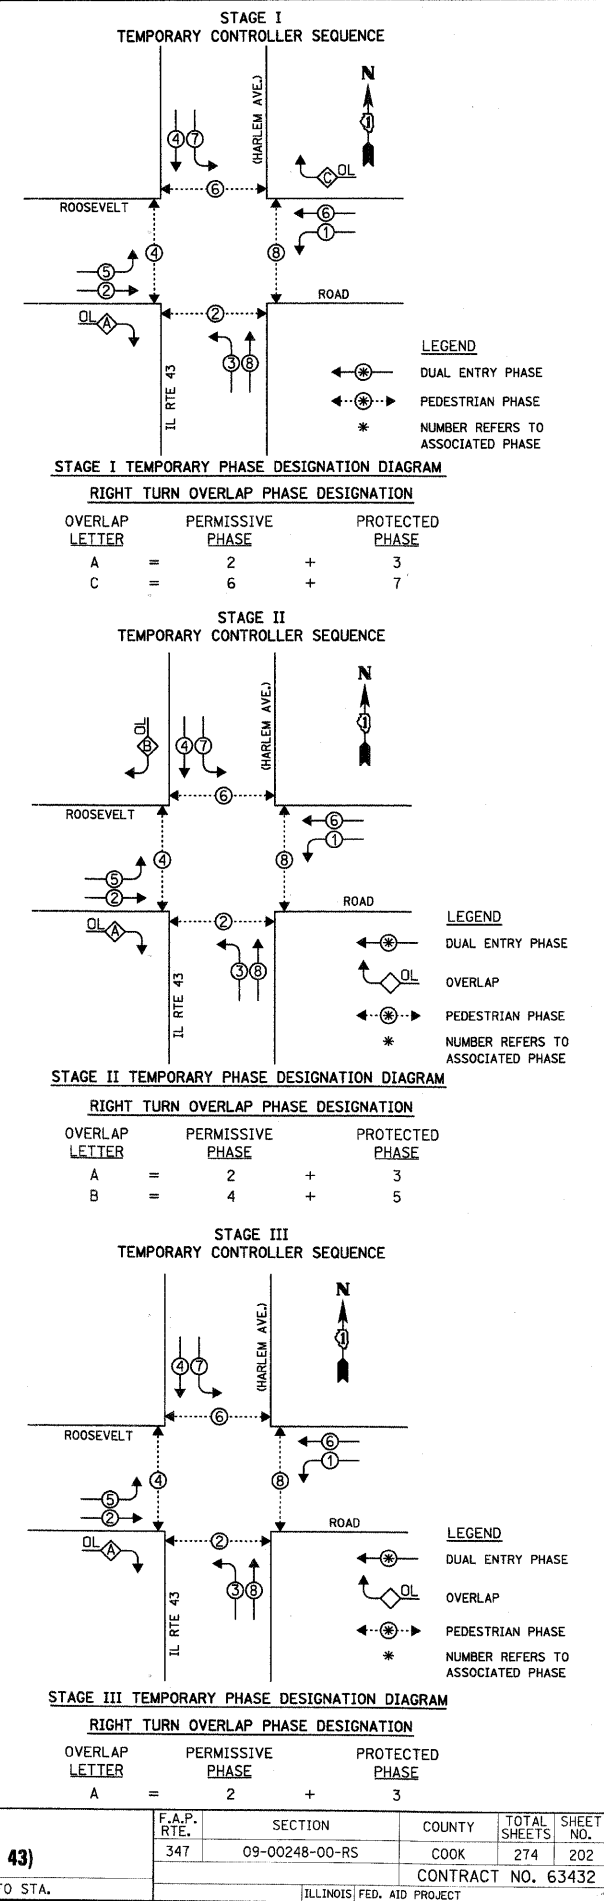 STAGE I
TEMPORARY CONTROLLER SEQUENCE
(HARLEM AVE.)
N
1
4 7
C OL
6
ROOSEVELT
6
1
4
8
5
2
ROAD
OL A
2
3 8
IL RTE 43
LEGEND
* DUAL ENTRY PHASE
* PEDESTRIAN PHASE
* NUMBER REFERS TO
ASSOCIATED PHASE
STAGE I TEMPORARY PHASE DESIGNATION DIAGRAM
RIGHT TURN OVERLAP PHASE DESIGNATION
OVERLAP PERMISSIVE PROTECTED
LETTER PHASE PHASE
A = 2 + 3
C = 6 + 7
STAGE II
TEMPORARY CONTROLLER SEQUENCE
(HARLEM AVE.)
N
1
OL
B 4 7
6
ROOSEVELT
6
1
4
8
5
2
ROAD
OL A
2
3 8
IL RTE 43
LEGEND
* DUAL ENTRY PHASE
OL OVERLAP
* PEDESTRIAN PHASE
* NUMBER REFERS TO
ASSOCIATED PHASE
STAGE II TEMPORARY PHASE DESIGNATION DIAGRAM
RIGHT TURN OVERLAP PHASE DESIGNATION
OVERLAP PERMISSIVE PROTECTED
LETTER PHASE PHASE
A = 2 + 3
B = 4 + 5
STAGE III
TEMPORARY CONTROLLER SEQUENCE
(HARLEM AVE.)
N
1
4 7
6
ROOSEVELT
6
1
4
8
5
2
ROAD
OL A
2
3 8
IL RTE 43
LEGEND
* DUAL ENTRY PHASE
OL OVERLAP
* PEDESTRIAN PHASE
* NUMBER REFERS TO
ASSOCIATED PHASE
STAGE III TEMPORARY PHASE DESIGNATION DIAGRAM
RIGHT TURN OVERLAP PHASE DESIGNATION
OVERLAP PERMISSIVE PROTECTED
LETTER PHASE PHASE
A = 2 + 3
F.A.P. RTE. SECTION COUNTY TOTAL SHEETS SHEET NO.
43) 347 09-00248-00-RS COOK 274 202
CONTRACT NO. 63432
TO STA. ILLINOIS FED. AID PROJECT